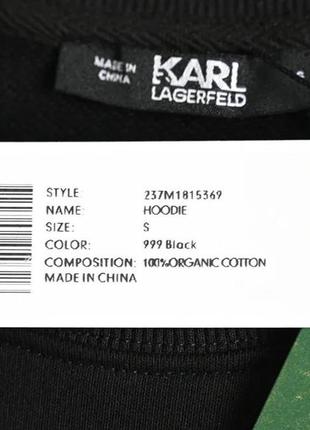 MADE IN
CHINA
KARL
LAGERFELD
S
STYLE: 237M1815369
NAME: HOODIE
SIZE: S
COLOR: 999 Black
COMPOSITION: 100%ORGANIC COTTON
MADE IN CHINA